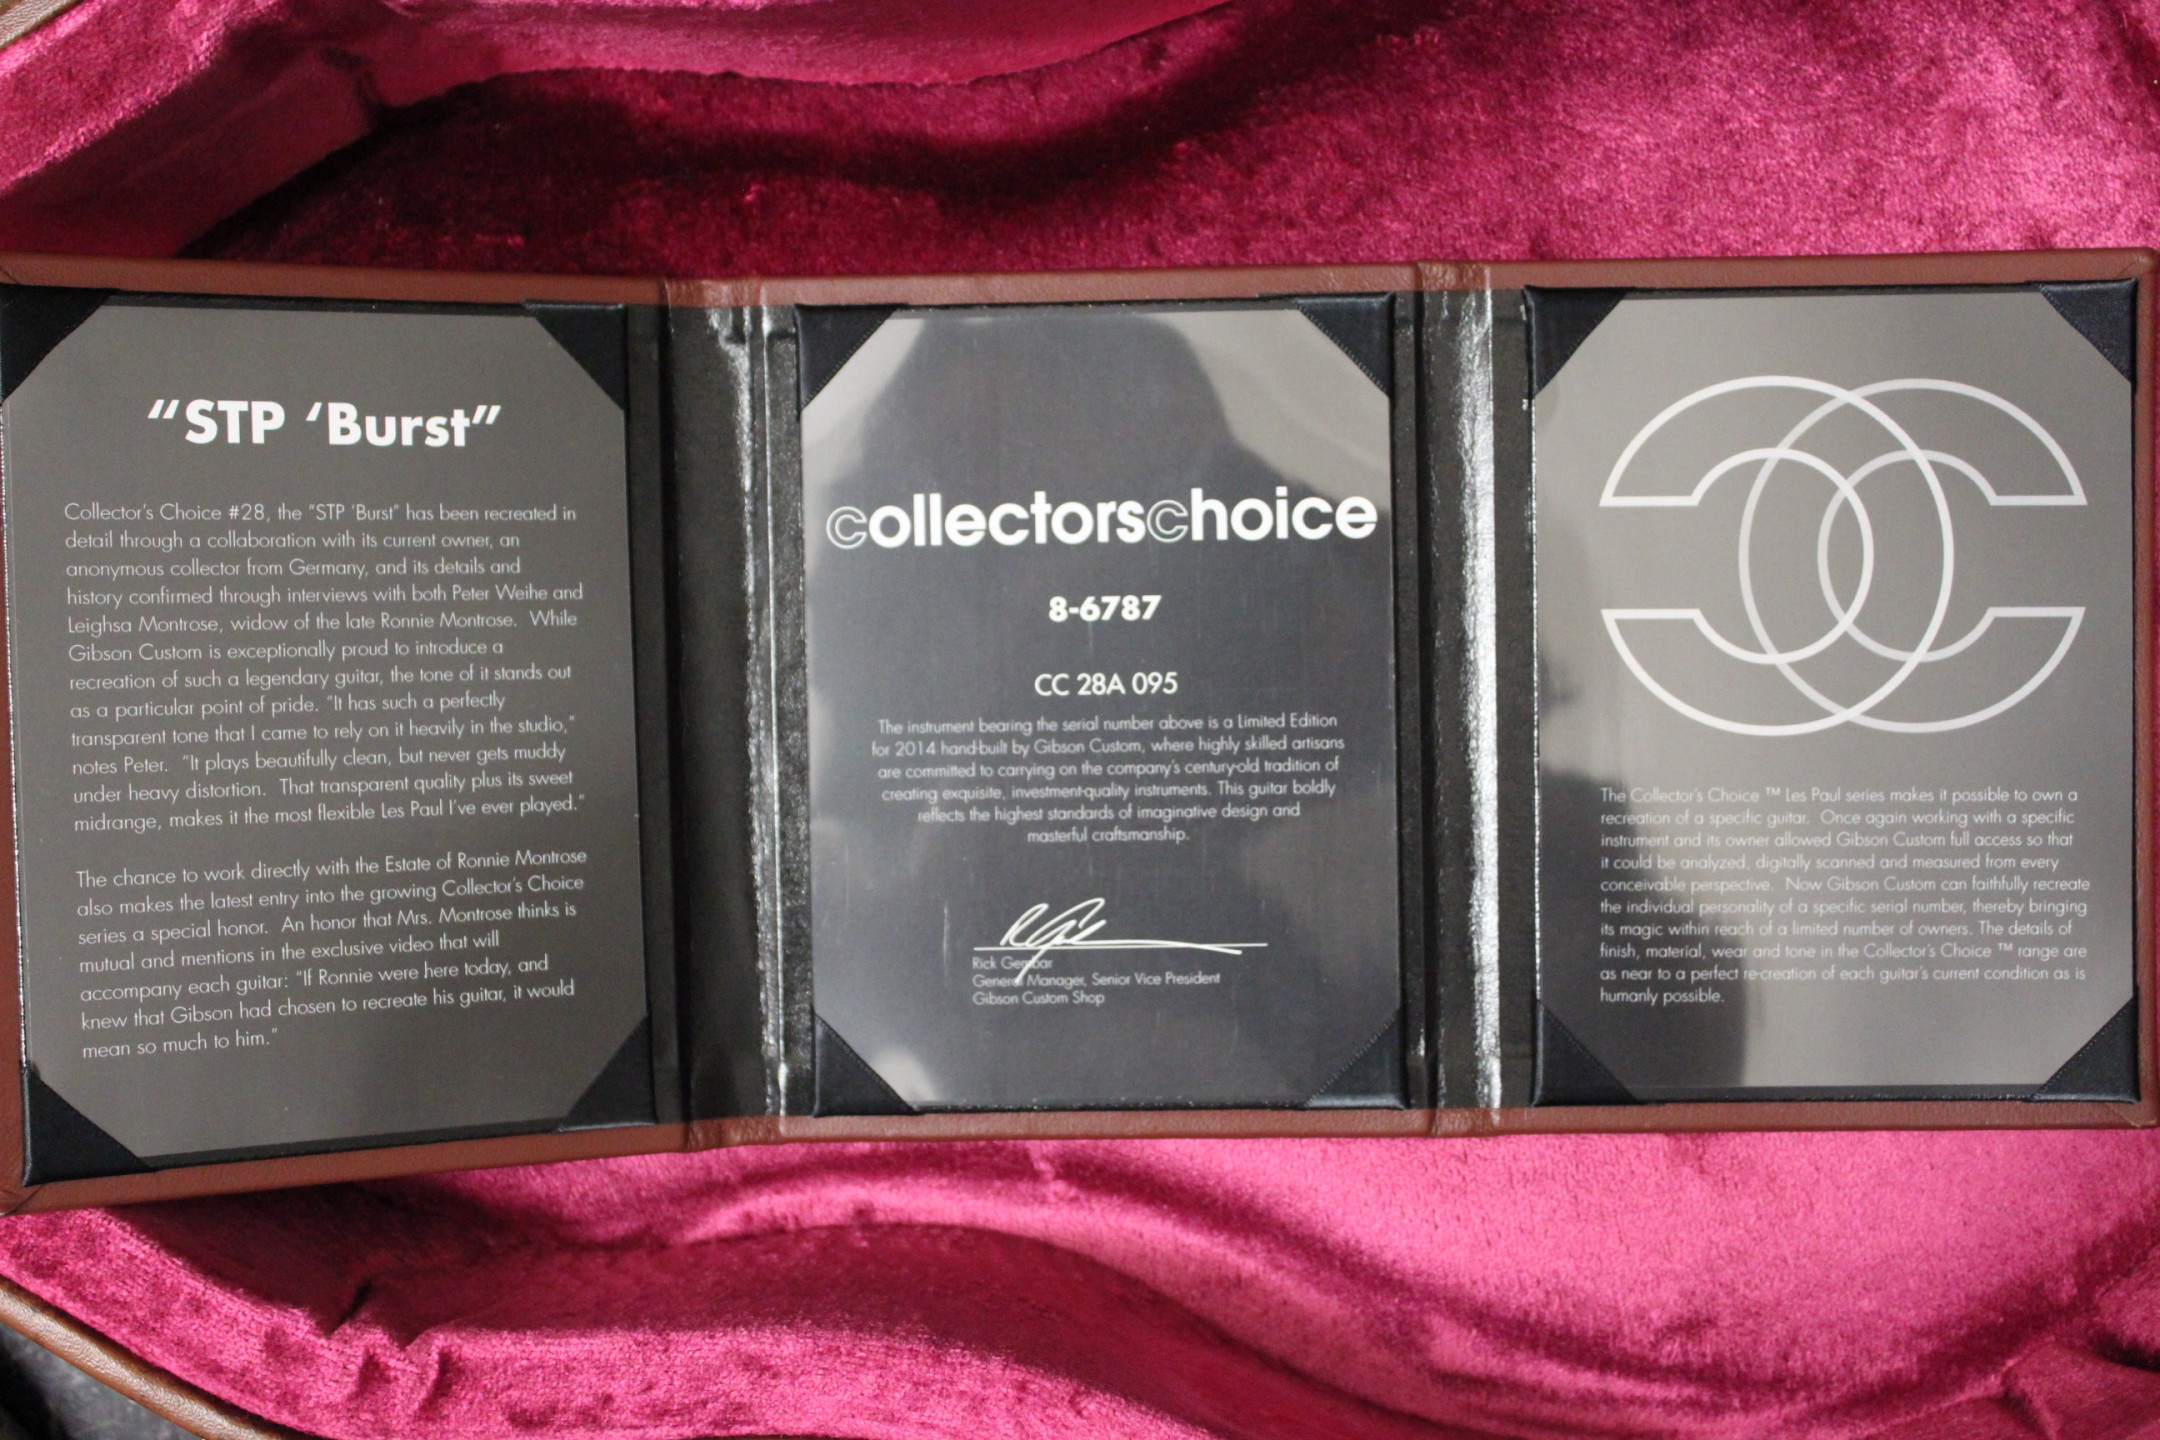 “STP ‘Burst”
Collector's Choice #28, the "STP 'Burst" has been recreated in
detail through a collaboration with its current owner, an
anonymous collector from Germany, and its details and
history confirmed through interviews with both Peter Weihe and
Leighsa Montrose, widow of the late Ronnie Montrose.  While
Gibson Custom is exceptionally proud to introduce a
recreation of such a legendary guitar, the tone of it stands out
as a particular point of pride. "It has such a perfectly
transparent tone that I came to rely on it heavily in the studio,"
notes Peter.  "It plays beautifully clean, but never gets muddy
under heavy distortion.  That transparent quality plus its sweet
midrange, makes it the most flexible Les Paul I've ever played."
The chance to work directly with the Estate of Ronnie Montrose
also makes the latest entry into the growing Collector's Choice
series a special honor.  An honor that Mrs. Montrose thinks is
mutual and mentions in the exclusive video that will
accompany each guitar: "If Ronnie were here today, and
knew that Gibson had chosen to recreate his guitar, it would
mean so much to him."
collectorschoice
8-6787
CC 28A 095
The instrument bearing the serial number above is a Limited Edition
for 2014 hand-built by Gibson Custom, where highly skilled artisans
are committed to carrying on the company's century-old tradition of
creating exquisite, investment-quality instruments. This guitar boldly
reflects the highest standards of imaginative design and
masterful craftsmanship.
Rick Gembar
General Manager, Senior Vice President
Gibson Custom Shop
The Collector's Choice ™ Les Paul series makes it possible to own a
recreation of a specific guitar.  Once again working with a specific
instrument and its owner allowed Gibson Custom full access so that
it could be analyzed, digitally scanned and measured from every
conceivable perspective.  Now Gibson Custom can faithfully recreate
the individual personality of a specific serial number, thereby bringing
its magic within reach of a limited number of owners. The details of
finish, material, wear and tone in the Collector's Choice ™ range are
as near to a perfect re-creation of each guitar's current condition as is
humanly possible.